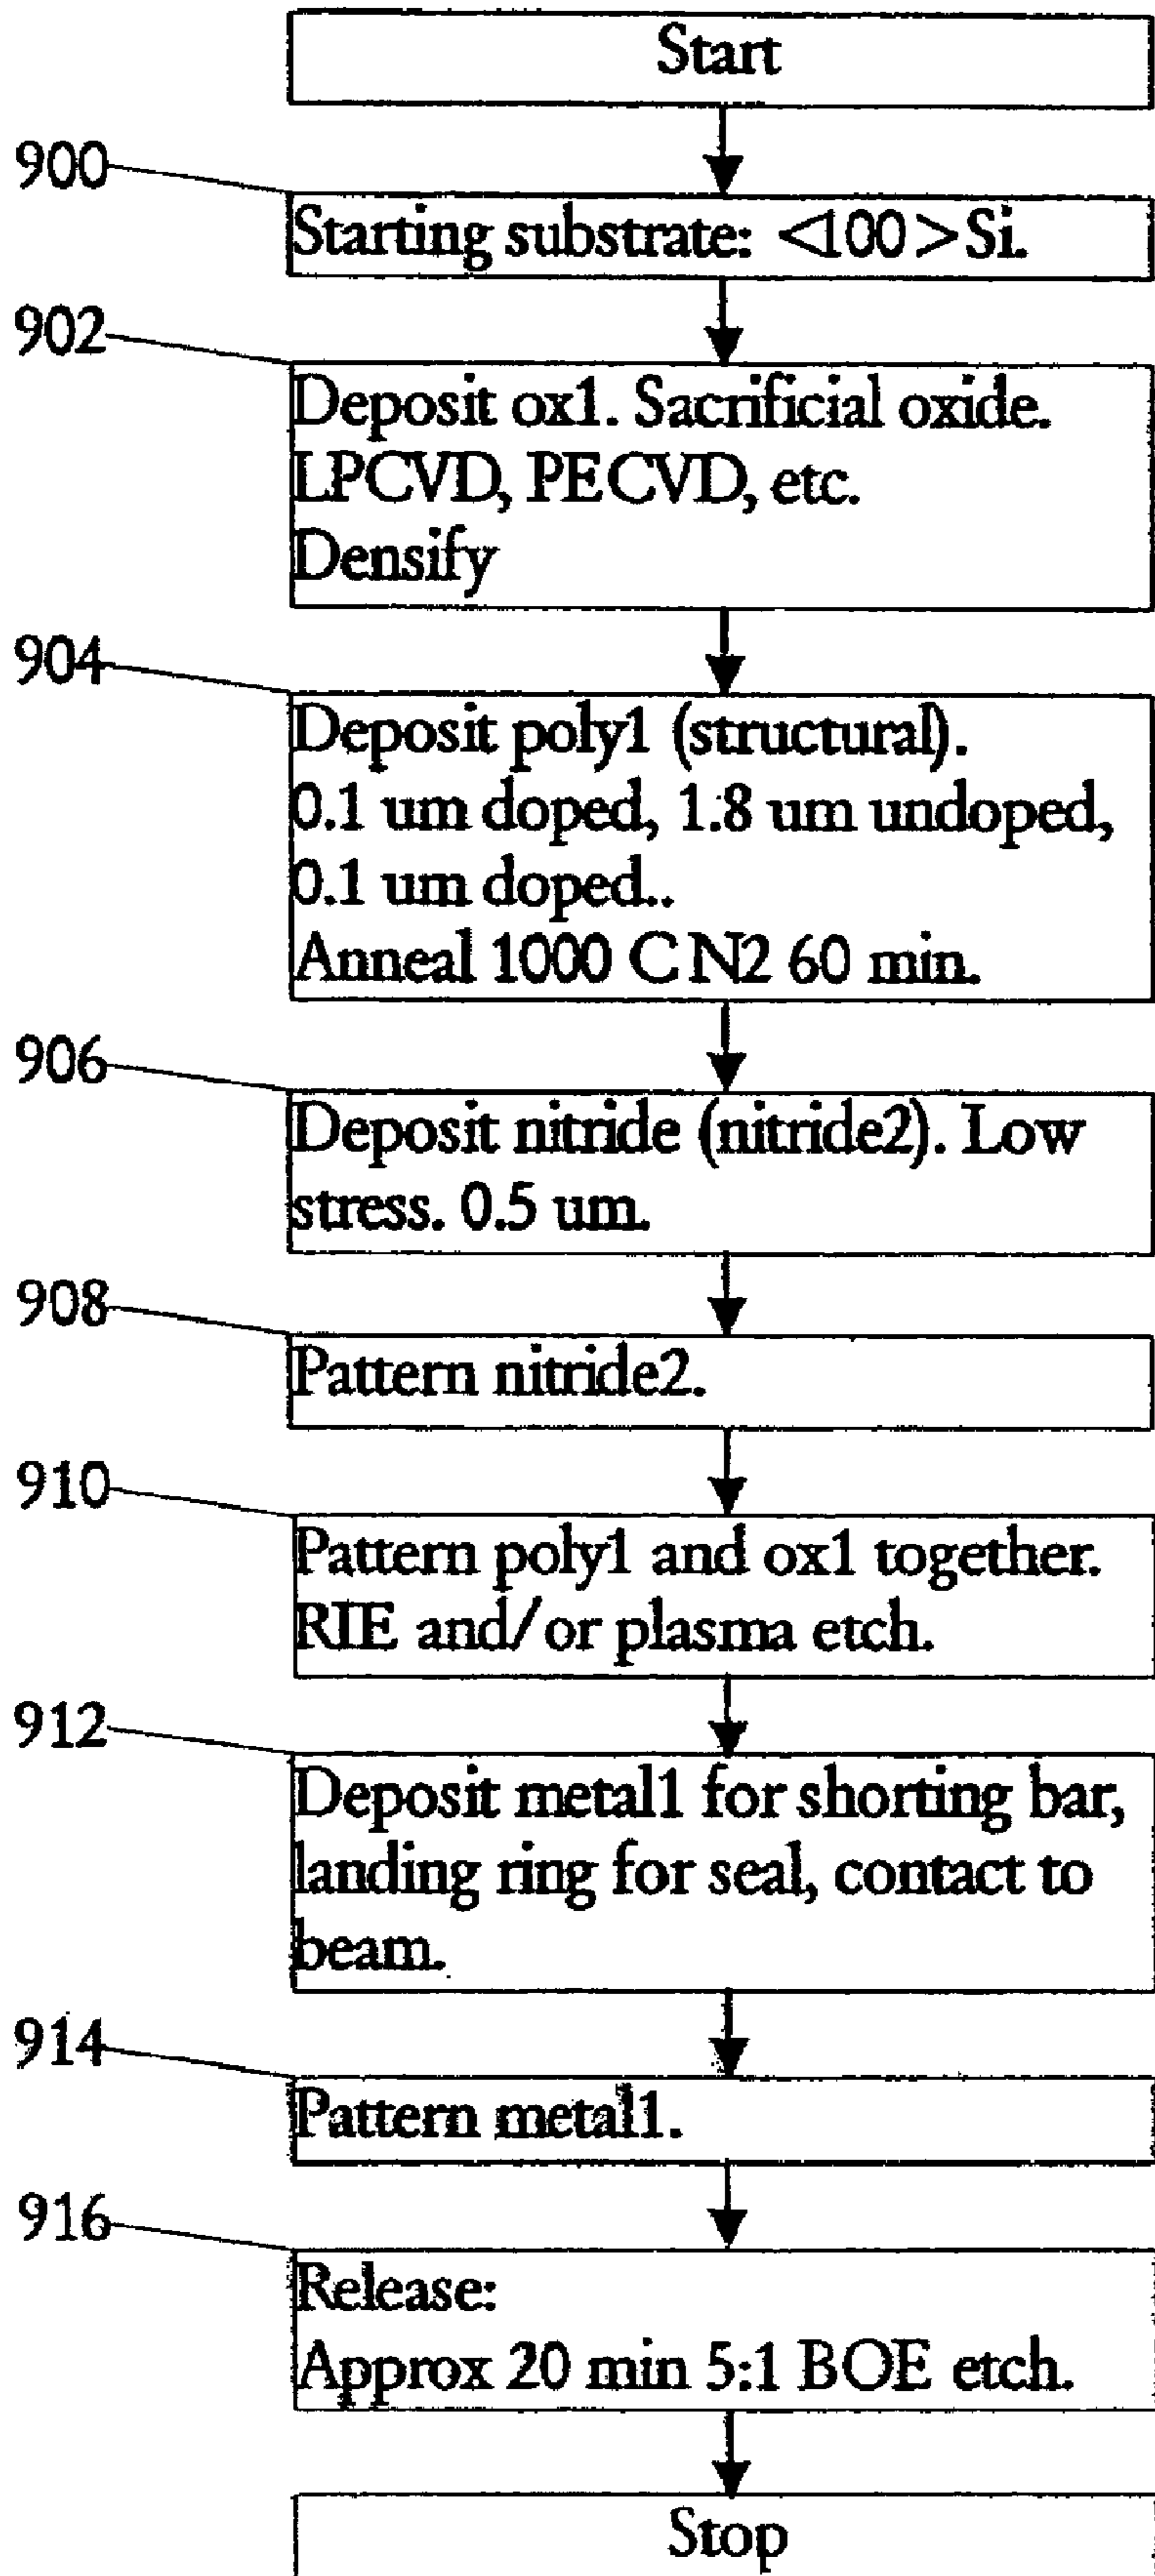 Start
900
Starting substrate: <100>Si.
902
Deposit ox1. Sacrificial oxide.
LPCVD, PECVD, etc.
Densify
904
Deposit poly1 (structural).
0.1 um doped, 1.8 um undoped,
0.1 um doped..
Anneal 1000 C N2 60 min.
906
Deposit nitride (nitride2). Low
stress. 0.5 um.
908
Pattern nitride2.
910
Pattern poly1 and ox1 together.
RIE and/or plasma etch.
912
Deposit metal1 for shorting bar,
landing ring for seal, contact to
beam.
914
Pattern metal1.
916
Release:
Approx 20 min 5:1 BOE etch.
Stop